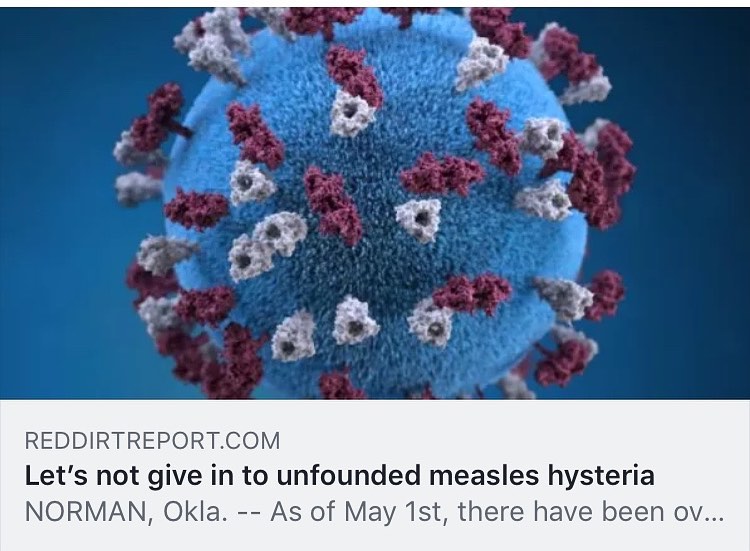 REDDIRTREPORT.COM
Let’s not give in to unfounded measles hysteria
NORMAN, Okla. -- As of May 1st, there have been ov...